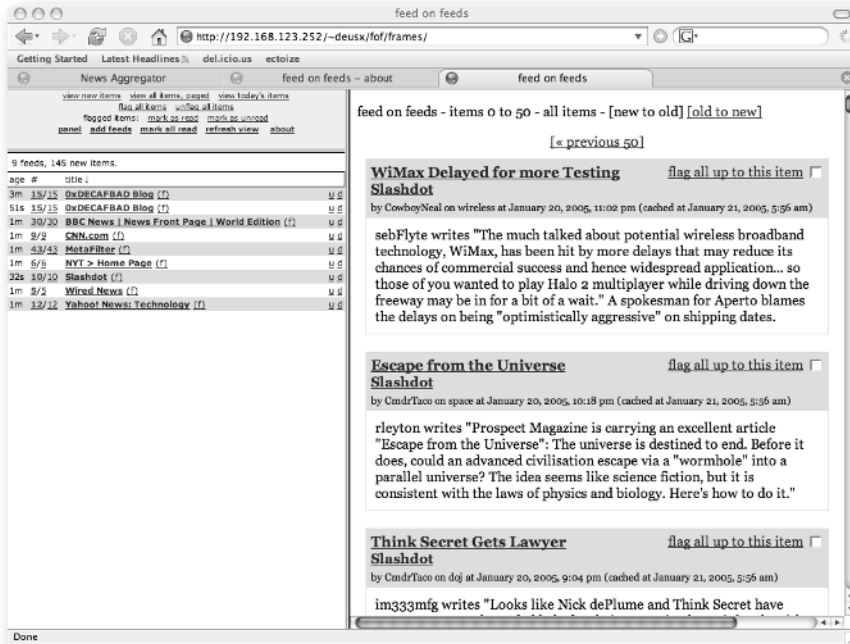 feed on feeds
http://192.168.123.252/~deusx/fof/frames/
G
Getting Started Latest Headlines del.icio.us ectoize
News Aggregator feed on feeds – about feed on feeds
view new items view all items, paged view today's items
flag all items unflag all items
flagged items: mark as read mark as unread
panel add feeds mark all read refresh view about
9 feeds, 145 new items.
age # title ↓
3m 15/15 0xDECAFBAD Blog (f) u d
51s 15/15 0xDECAFBAD Blog (f) u d
1m 30/30 BBC News | News Front Page | World Edition (f) u d
1m 9/9 CNN.com (f) u d
1m 43/43 MetaFilter (f) u d
1m 6/6 NYT > Home Page (f) u d
32s 10/10 Slashdot (f) u d
1m 5/5 Wired News (f) u d
1m 12/12 Yahoo! News: Technology (f) u d
feed on feeds - items 0 to 50 - all items - [new to old] [old to new]
[« previous 50]
WiMax Delayed for more Testing flag all up to this item
Slashdot
by CowboyNeal on wireless at January 20, 2005, 11:02 pm (cached at January 21, 2005, 5:56 am)
sebFlyte writes "The much talked about potential wireless broadband
technology, WiMax, has been hit by more delays that may reduce its
chances of commercial success and hence widespread application... so
those of you wanted to play Halo 2 multiplayer while driving down the
freeway may be in for a bit of a wait." A spokesman for Aperto blames
the delays on being "optimistically aggressive" on shipping dates.
Escape from the Universe flag all up to this item
Slashdot
by CmdrTaco on space at January 20, 2005, 10:18 pm (cached at January 21, 2005, 5:56 am)
rleyton writes "Prospect Magazine is carrying an excellent article
"Escape from the Universe": The universe is destined to end. Before it
does, could an advanced civilisation escape via a "wormhole" into a
parallel universe? The idea seems like science fiction, but it is
consistent with the laws of physics and biology. Here's how to do it."
Think Secret Gets Lawyer flag all up to this item
Slashdot
by CmdrTaco on doj at January 20, 2005, 9:04 pm (cached at January 21, 2005, 5:56 am)
im333mfg writes "Looks like Nick dePlume and Think Secret have
Done